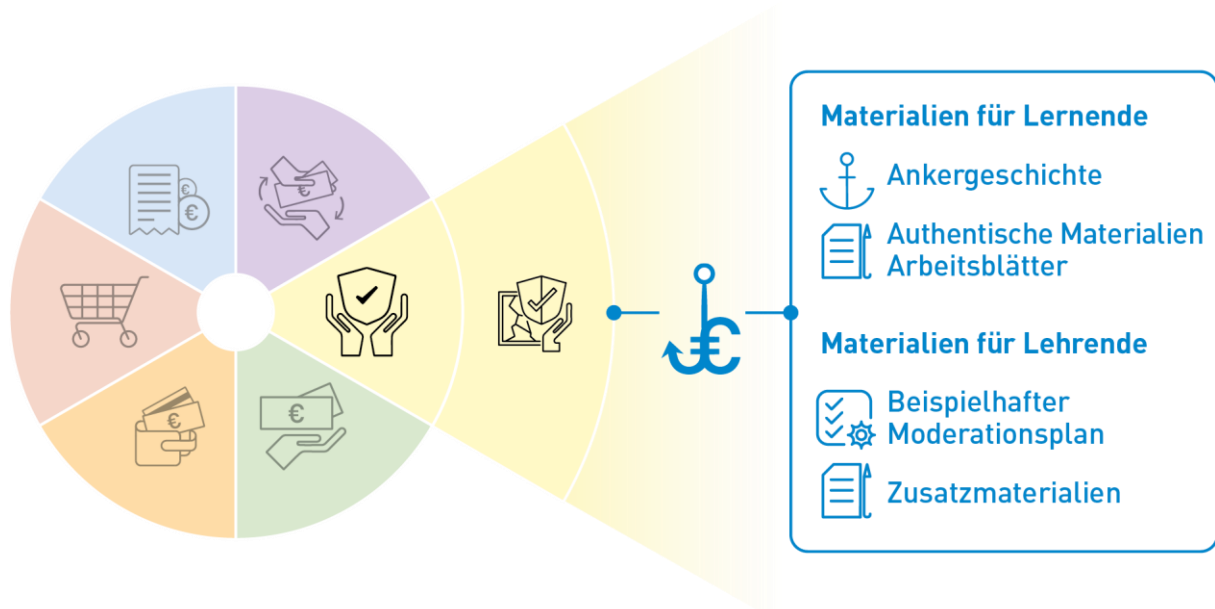 Materialien für Lernende
Ankergeschichte
Authentische Materialien
Arbeitsblätter
Materialien für Lehrende
Beispielhafter
Moderationsplan
Zusatzmaterialien